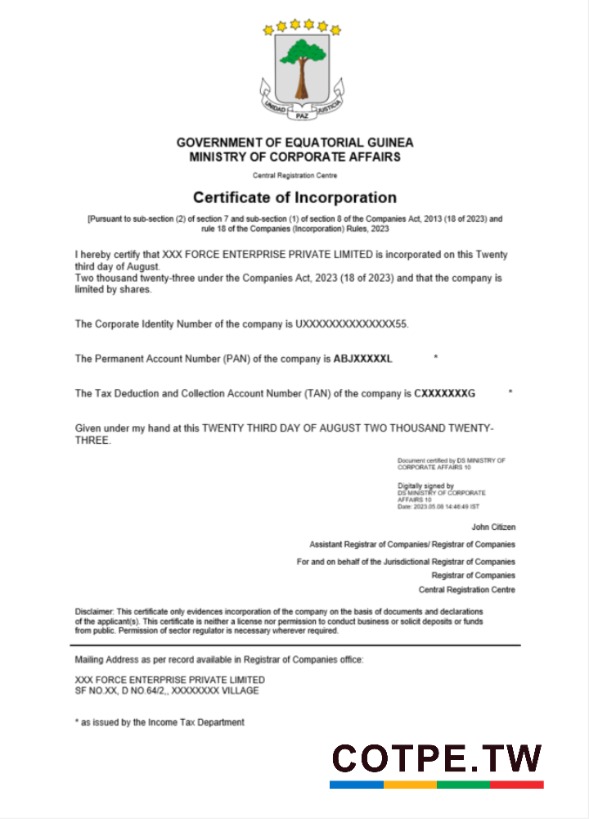 UNIDAD
PAZ
JUSTICIA
GOVERNMENT OF EQUATORIAL GUINEA
MINISTRY OF CORPORATE AFFAIRS
Central Registration Centre
Certificate of Incorporation
[Pursuant to sub-section (2) of section 7 and sub-section (1) of section 8 of the Companies Act, 2013 (18 of 2023) and
rule 18 of the Companies (Incorporation) Rules, 2023
I hereby certify that XXX FORCE ENTERPRISE PRIVATE LIMITED is incorporated on this Twenty
third day of August.
Two thousand twenty-three under the Companies Act, 2023 (18 of 2023) and that the company is
limited by shares.
The Corporate Identity Number of the company is UXXXXXXXXXXXXXX55.
The Permanent Account Number (PAN) of the company is ABJXXXXXL *
The Tax Deduction and Collection Account Number (TAN) of the company is CXXXXXXXG *
Given under my hand at this TWENTY THIRD DAY OF AUGUST TWO THOUSAND TWENTY-
THREE.
Document certified by DS MINISTRY OF
CORPORATE AFFAIRS 10
Digitally signed by
DS MINISTRY OF CORPORATE
AFFAIRS 10
Date: 2023.05.08 14:46:49 IST
John Citizen
Assistant Registrar of Companies/ Registrar of Companies
For and on behalf of the Jurisdictional Registrar of Companies
Registrar of Companies
Central Registration Centre
Disclaimer: This certificate only evidences incorporation of the company on the basis of documents and declarations
of the applicant(s). This certificate is neither a license nor permission to conduct business or solicit deposits or funds
from public. Permission of sector regulator is necessary wherever required.
Mailing Address as per record available in Registrar of Companies office:
XXX FORCE ENTERPRISE PRIVATE LIMITED
SF NO.XX, D NO.64/2,, XXXXXXXX VILLAGE
* as issued by the Income Tax Department
COTPE.TW